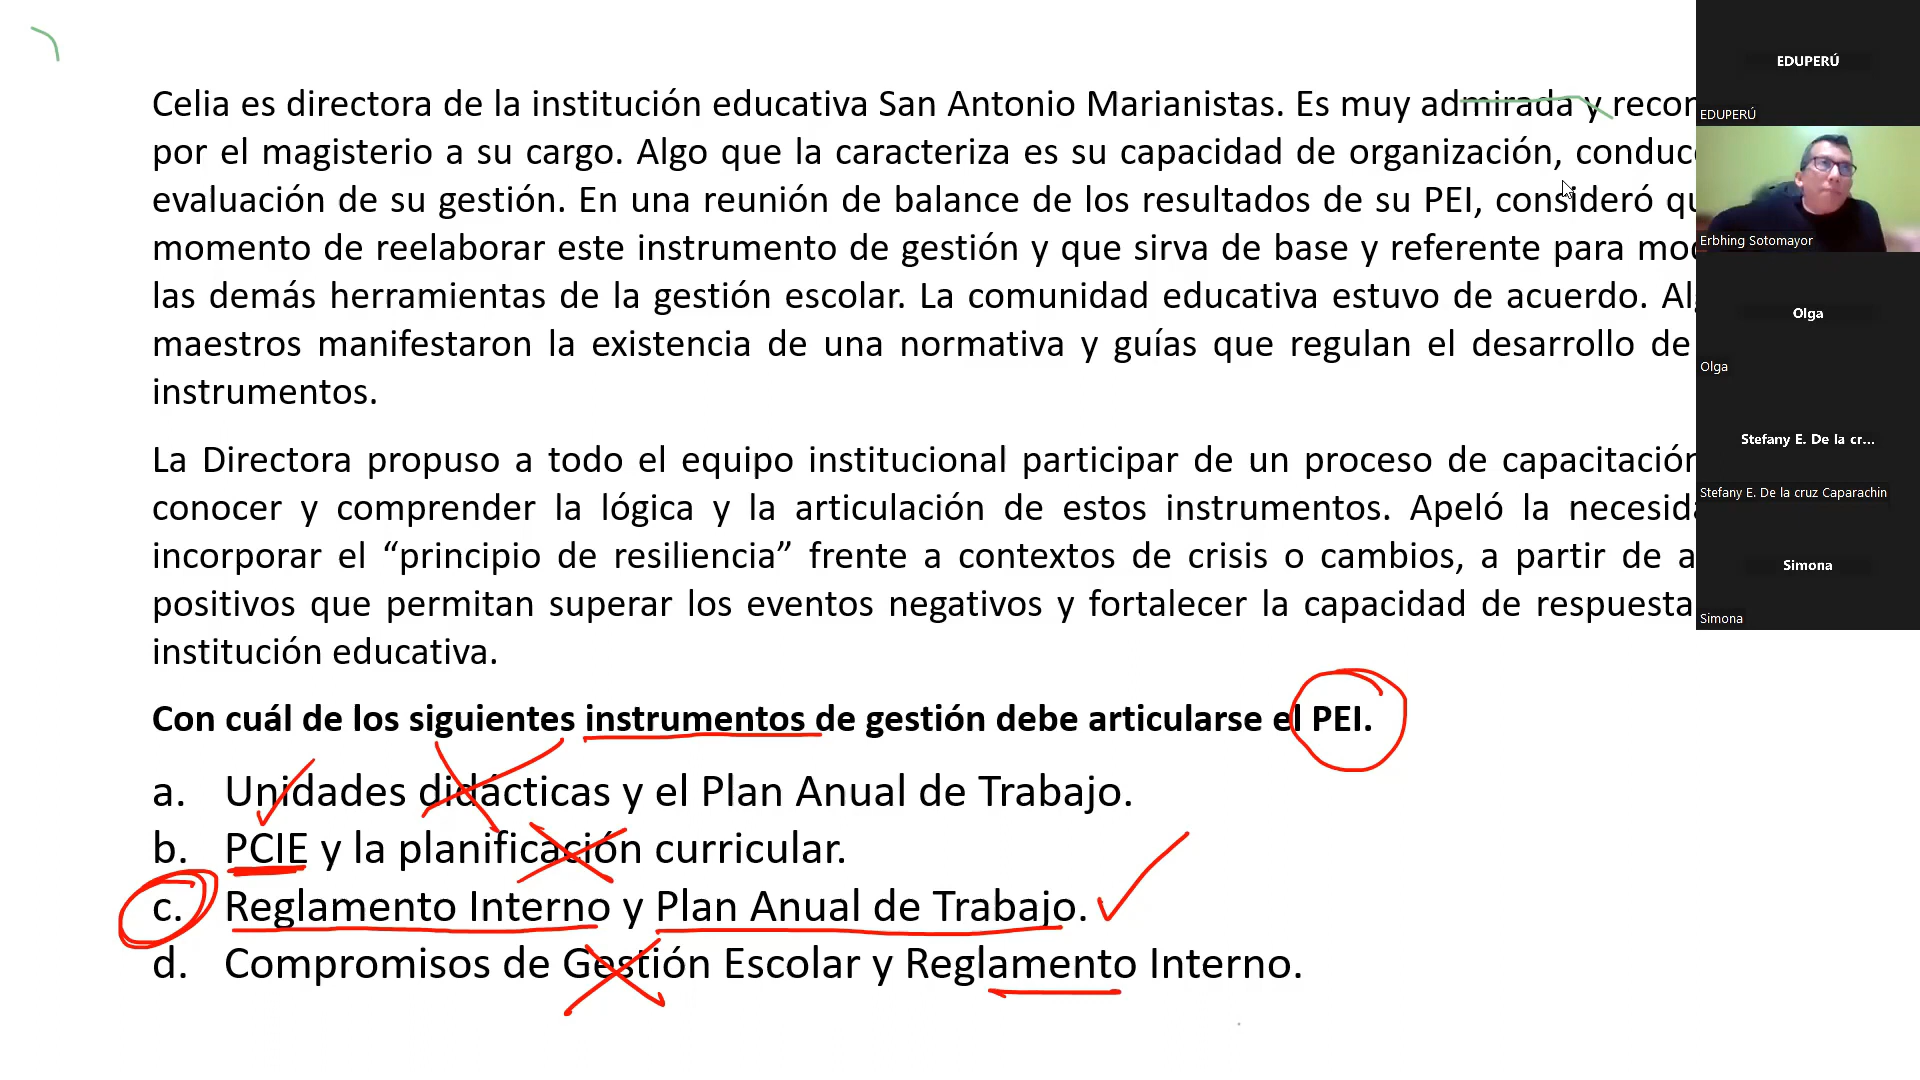 Celia es directora de la institución educativa San Antonio Marianistas. Es muy admirada y
por el magisterio a su cargo. Algo que la caracteriza es su capacidad de organización,
evaluación de su gestión. En una reunión de balance de los resultados de su PEI, consideró
momento de reelaborar este instrumento de gestión y que sirva de base y referente para
las demás herramientas de la gestión escolar. La comunidad educativa estuvo de acuerdo.
maestros manifestaron la existencia de una normativa y guías que regulan el desarrollo de
instrumentos.
La Directora propuso a todo el equipo institucional participar de un proceso de capacitación
conocer y comprender la lógica y la articulación de estos instrumentos. Apeló la
incorporar el “principio de resiliencia” frente a contextos de crisis o cambios, a partir de
positivos que permitan superar los eventos negativos y fortalecer la capacidad de respuesta
institución educativa.
Con cuál de los siguientes instrumentos de gestión debe articularse el PEI.
a. Unidades didácticas y el Plan Anual de Trabajo.
b. PCIE y la planificación curricular.
c. Reglamento Interno y Plan Anual de Trabajo.
d. Compromisos de Gestión Escolar y Reglamento Interno.
EDUPERÚ
EDUPERÚ
Erbhing Sotomayor
Olga
Olga
Stefany E. De la cr...
Stefany E. De la cruz Caparachin
Simona
Simona